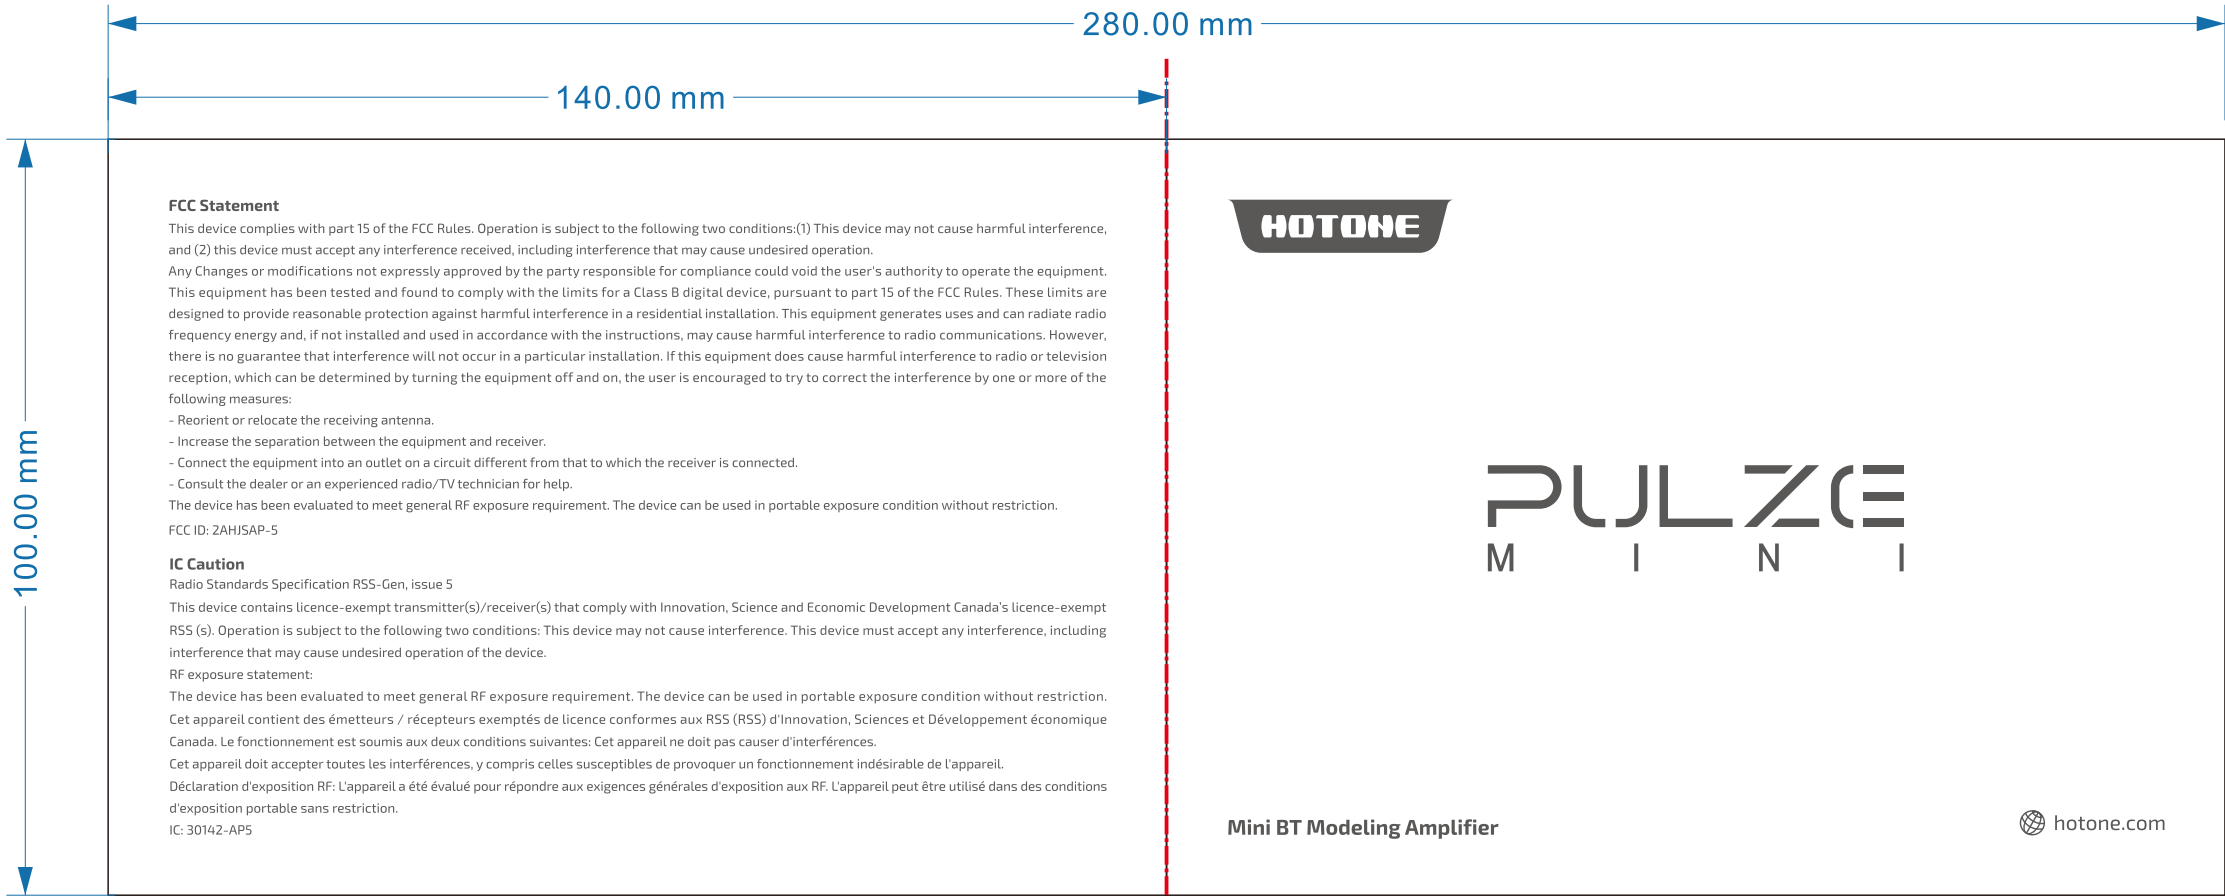 280.00 mm
140.00 mm
100.00 mm
FCC Statement
This device complies with part 15 of the FCC Rules. Operation is subject to the following two conditions:(1) This device may not cause harmful interference,
and (2) this device must accept any interference received, including interference that may cause undesired operation.
Any Changes or modifications not expressly approved by the party responsible for compliance could void the user's authority to operate the equipment.
This equipment has been tested and found to comply with the limits for a Class B digital device, pursuant to part 15 of the FCC Rules. These limits are
designed to provide reasonable protection against harmful interference in a residential installation. This equipment generates uses and can radiate radio
frequency energy and, if not installed and used in accordance with the instructions, may cause harmful interference to radio communications. However,
there is no guarantee that interference will not occur in a particular installation. If this equipment does cause harmful interference to radio or television
reception, which can be determined by turning the equipment off and on, the user is encouraged to try to correct the interference by one or more of the
following measures:
- Reorient or relocate the receiving antenna.
- Increase the separation between the equipment and receiver.
- Connect the equipment into an outlet on a circuit different from that to which the receiver is connected.
- Consult the dealer or an experienced radio/TV technician for help.
The device has been evaluated to meet general RF exposure requirement. The device can be used in portable exposure condition without restriction.
FCC ID: 2AHJSAP-5
IC Caution
Radio Standards Specification RSS-Gen, issue 5
This device contains licence-exempt transmitter(s)/receiver(s) that comply with Innovation, Science and Economic Development Canada's licence-exempt
RSS (s). Operation is subject to the following two conditions: This device may not cause interference. This device must accept any interference, including
interference that may cause undesired operation of the device.
RF exposure statement:
The device has been evaluated to meet general RF exposure requirement. The device can be used in portable exposure condition without restriction.
Cet appareil contient des émetteurs / récepteurs exemptés de licence conformes aux RSS (RSS) d'Innovation, Sciences et Développement économique
Canada. Le fonctionnement est soumis aux deux conditions suivantes: Cet appareil ne doit pas causer d'interférences.
Cet appareil doit accepter toutes les interférences, y compris celles susceptibles de provoquer un fonctionnement indésirable de l'appareil.
Déclaration d'exposition RF: L'appareil a été évalué pour répondre aux exigences générales d'exposition aux RF. L'appareil peut être utilisé dans des conditions
d'exposition portable sans restriction.
IC: 30142-AP5
HOTONE
PULZE
MINI
Mini BT Modeling Amplifier
hotone.com